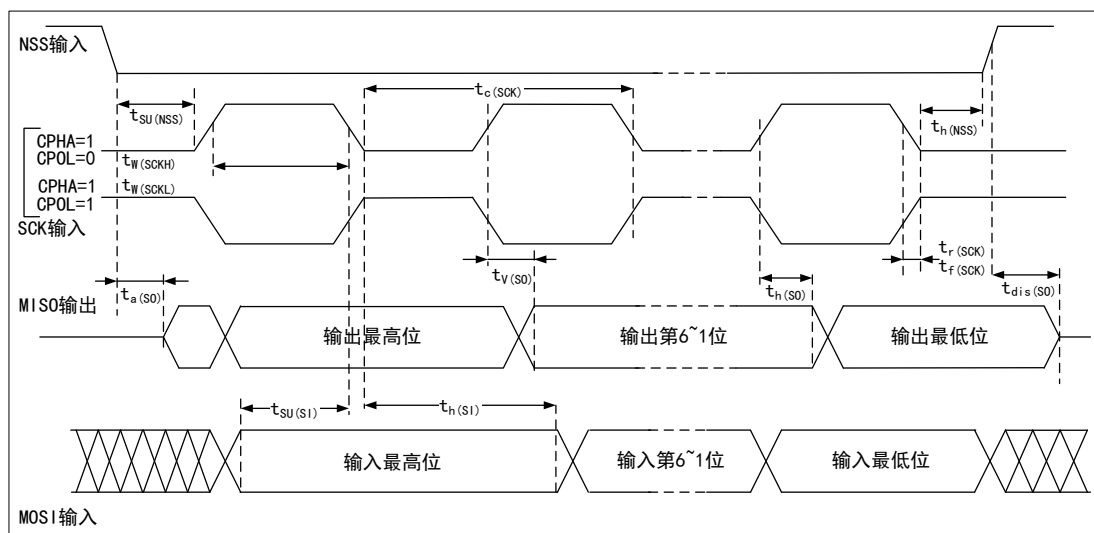 NSS输入
tc(SCK)
tSU(NSS)
th(NSS)
CPHA=1
CPOL=0
tW(SCKH)
CPHA=1
CPOL=1
tW(SCKL)
SCK输入
tr(SCK)
tf(SCK)
ta(SO)
tV(SO)
th(SO)
tdis(SO)
MISO输出
输出最高位
输出第6~1位
输出最低位
tSU(SI)
th(SI)
输入最高位
输入第6~1位
输入最低位
MOSI输入